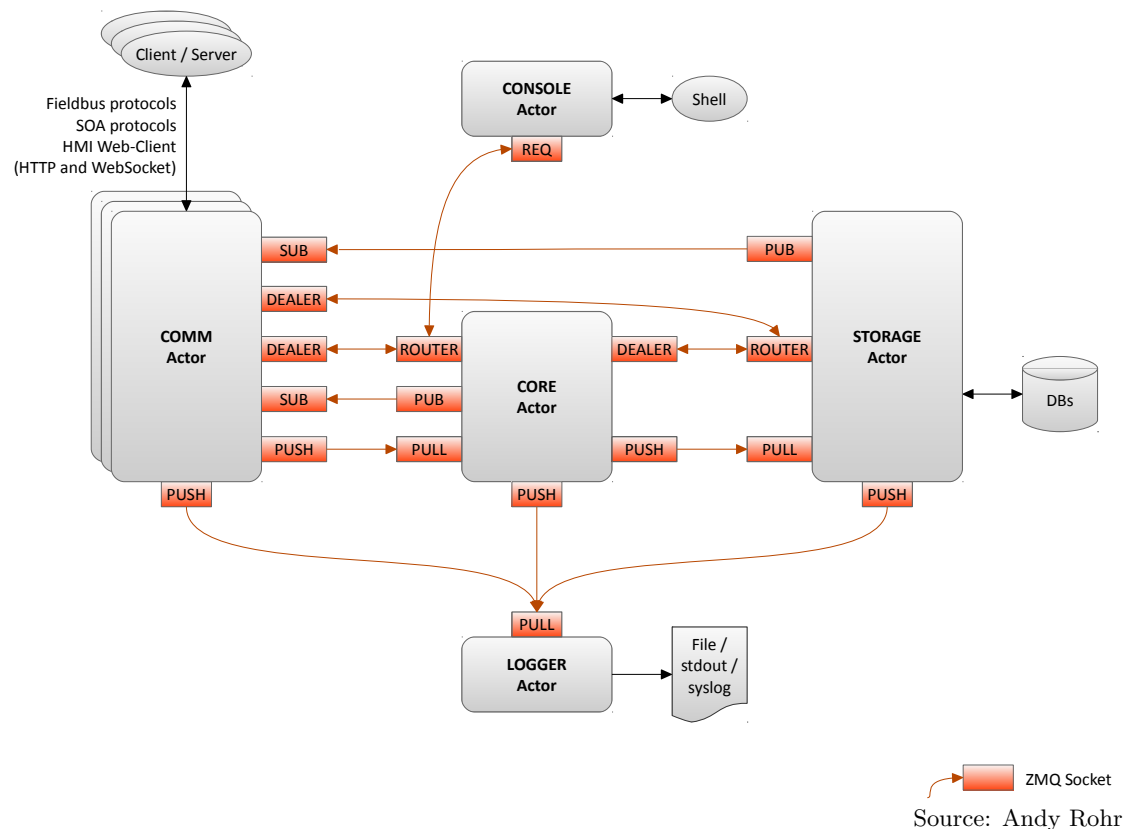 Client / Server
Fieldbus protocols
SOA protocols
HMI Web-Client
(HTTP and WebSocket)
CONSOLE
Actor
Shell
REQ
SUB
PUB
DEALER
COMM
Actor
DEALER
ROUTER
DEALER
ROUTER
STORAGE
Actor
CORE
Actor
SUB
PUB
DBs
PUSH
PULL
PUSH
PULL
PUSH
PUSH
PUSH
PULL
LOGGER
Actor
File /
stdout /
syslog
ZMQ Socket
Source: Andy Rohr